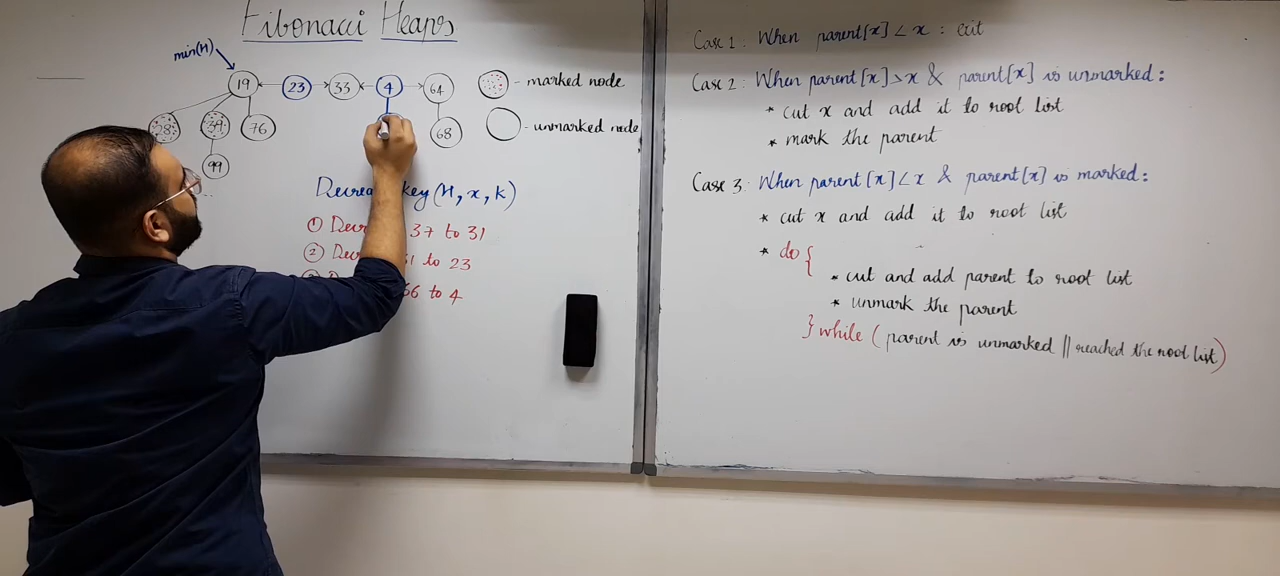 Fibonacci Heaps
min(H)
19 23 33 4 64
28 39 76 68
99
- marked node
- unmarked node
key (H, x, k)
① 37 to 31
② to 23
66 to 4
Case 1: When parent[x] < x : exit
Case 2: When parent[x] > x & parent[x] is unmarked:
* cut x and add it to root list
* mark the parent
Case 3: When parent[x] < x & parent[x] is marked:
* cut x and add it to root list
* do {
* cut and add parent to root list
* unmark the parent
} while ( parent is unmarked || reached the root list )